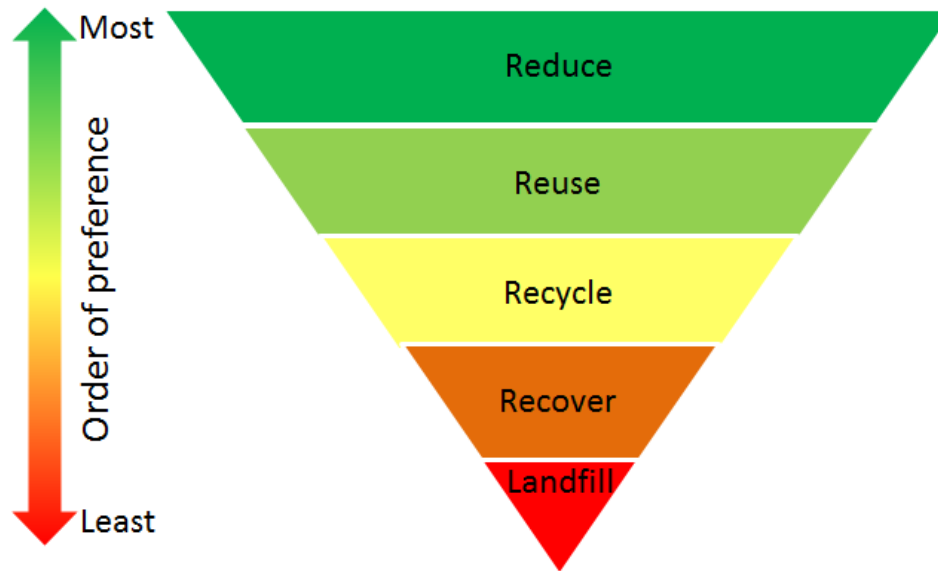 Most
Order of preference
Least
Reduce
Reuse
Recycle
Recover
Landfill